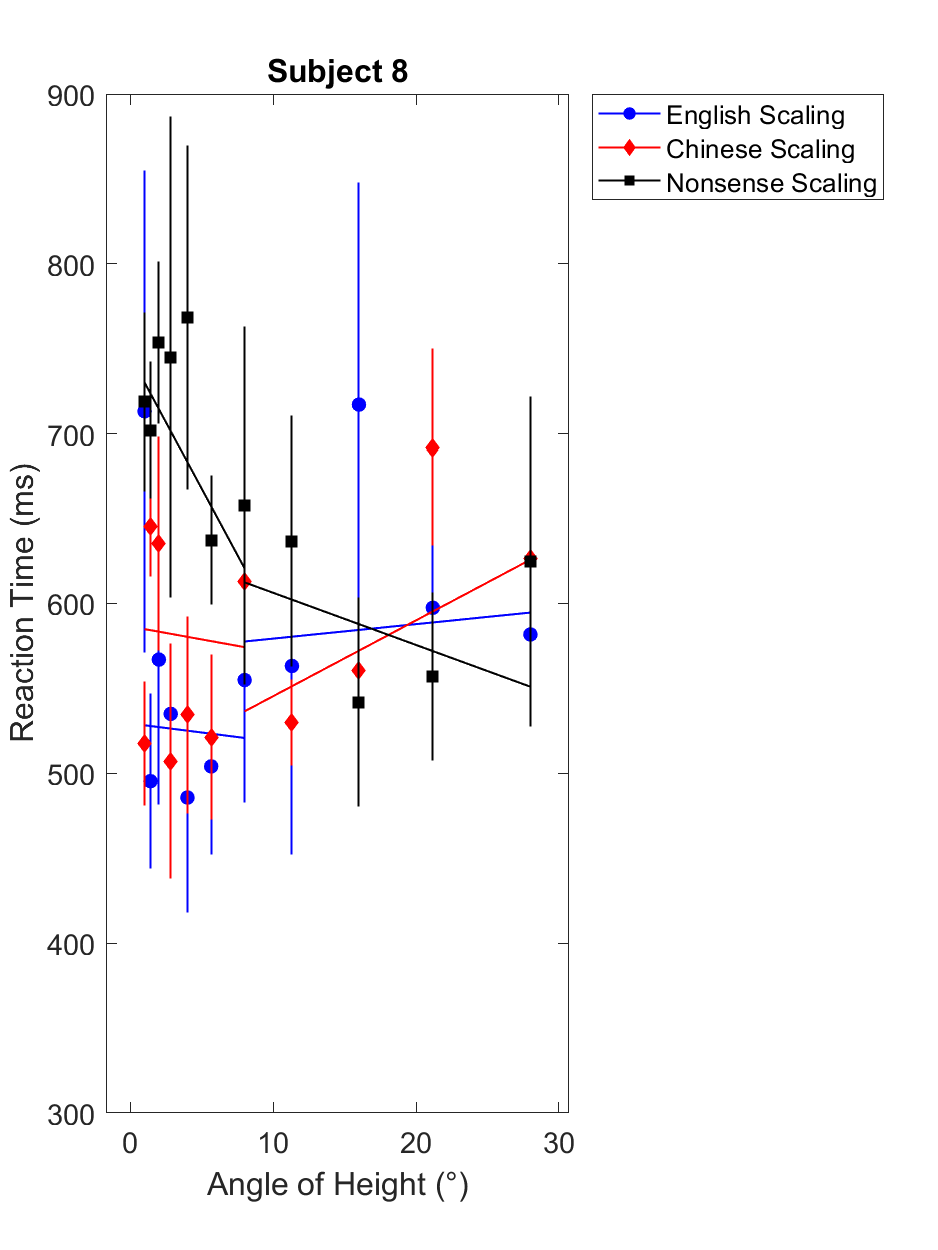 Subject 8
900
800
700
600
500
400
300
0 10 20 30
Reaction Time (ms)
Angle of Height (°)
English Scaling
Chinese Scaling
Nonsense Scaling